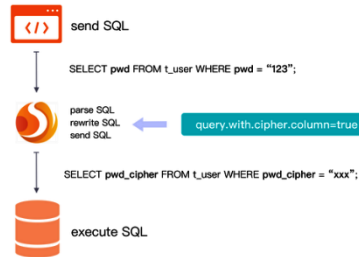 </>
send SQL
SELECT pwd FROM t_user WHERE pwd = “123”;
parse SQL
rewrite SQL
send SQL
query.with.cipher.column=true
SELECT pwd_cipher FROM t_user WHERE pwd_cipher = “xxx”;
execute SQL